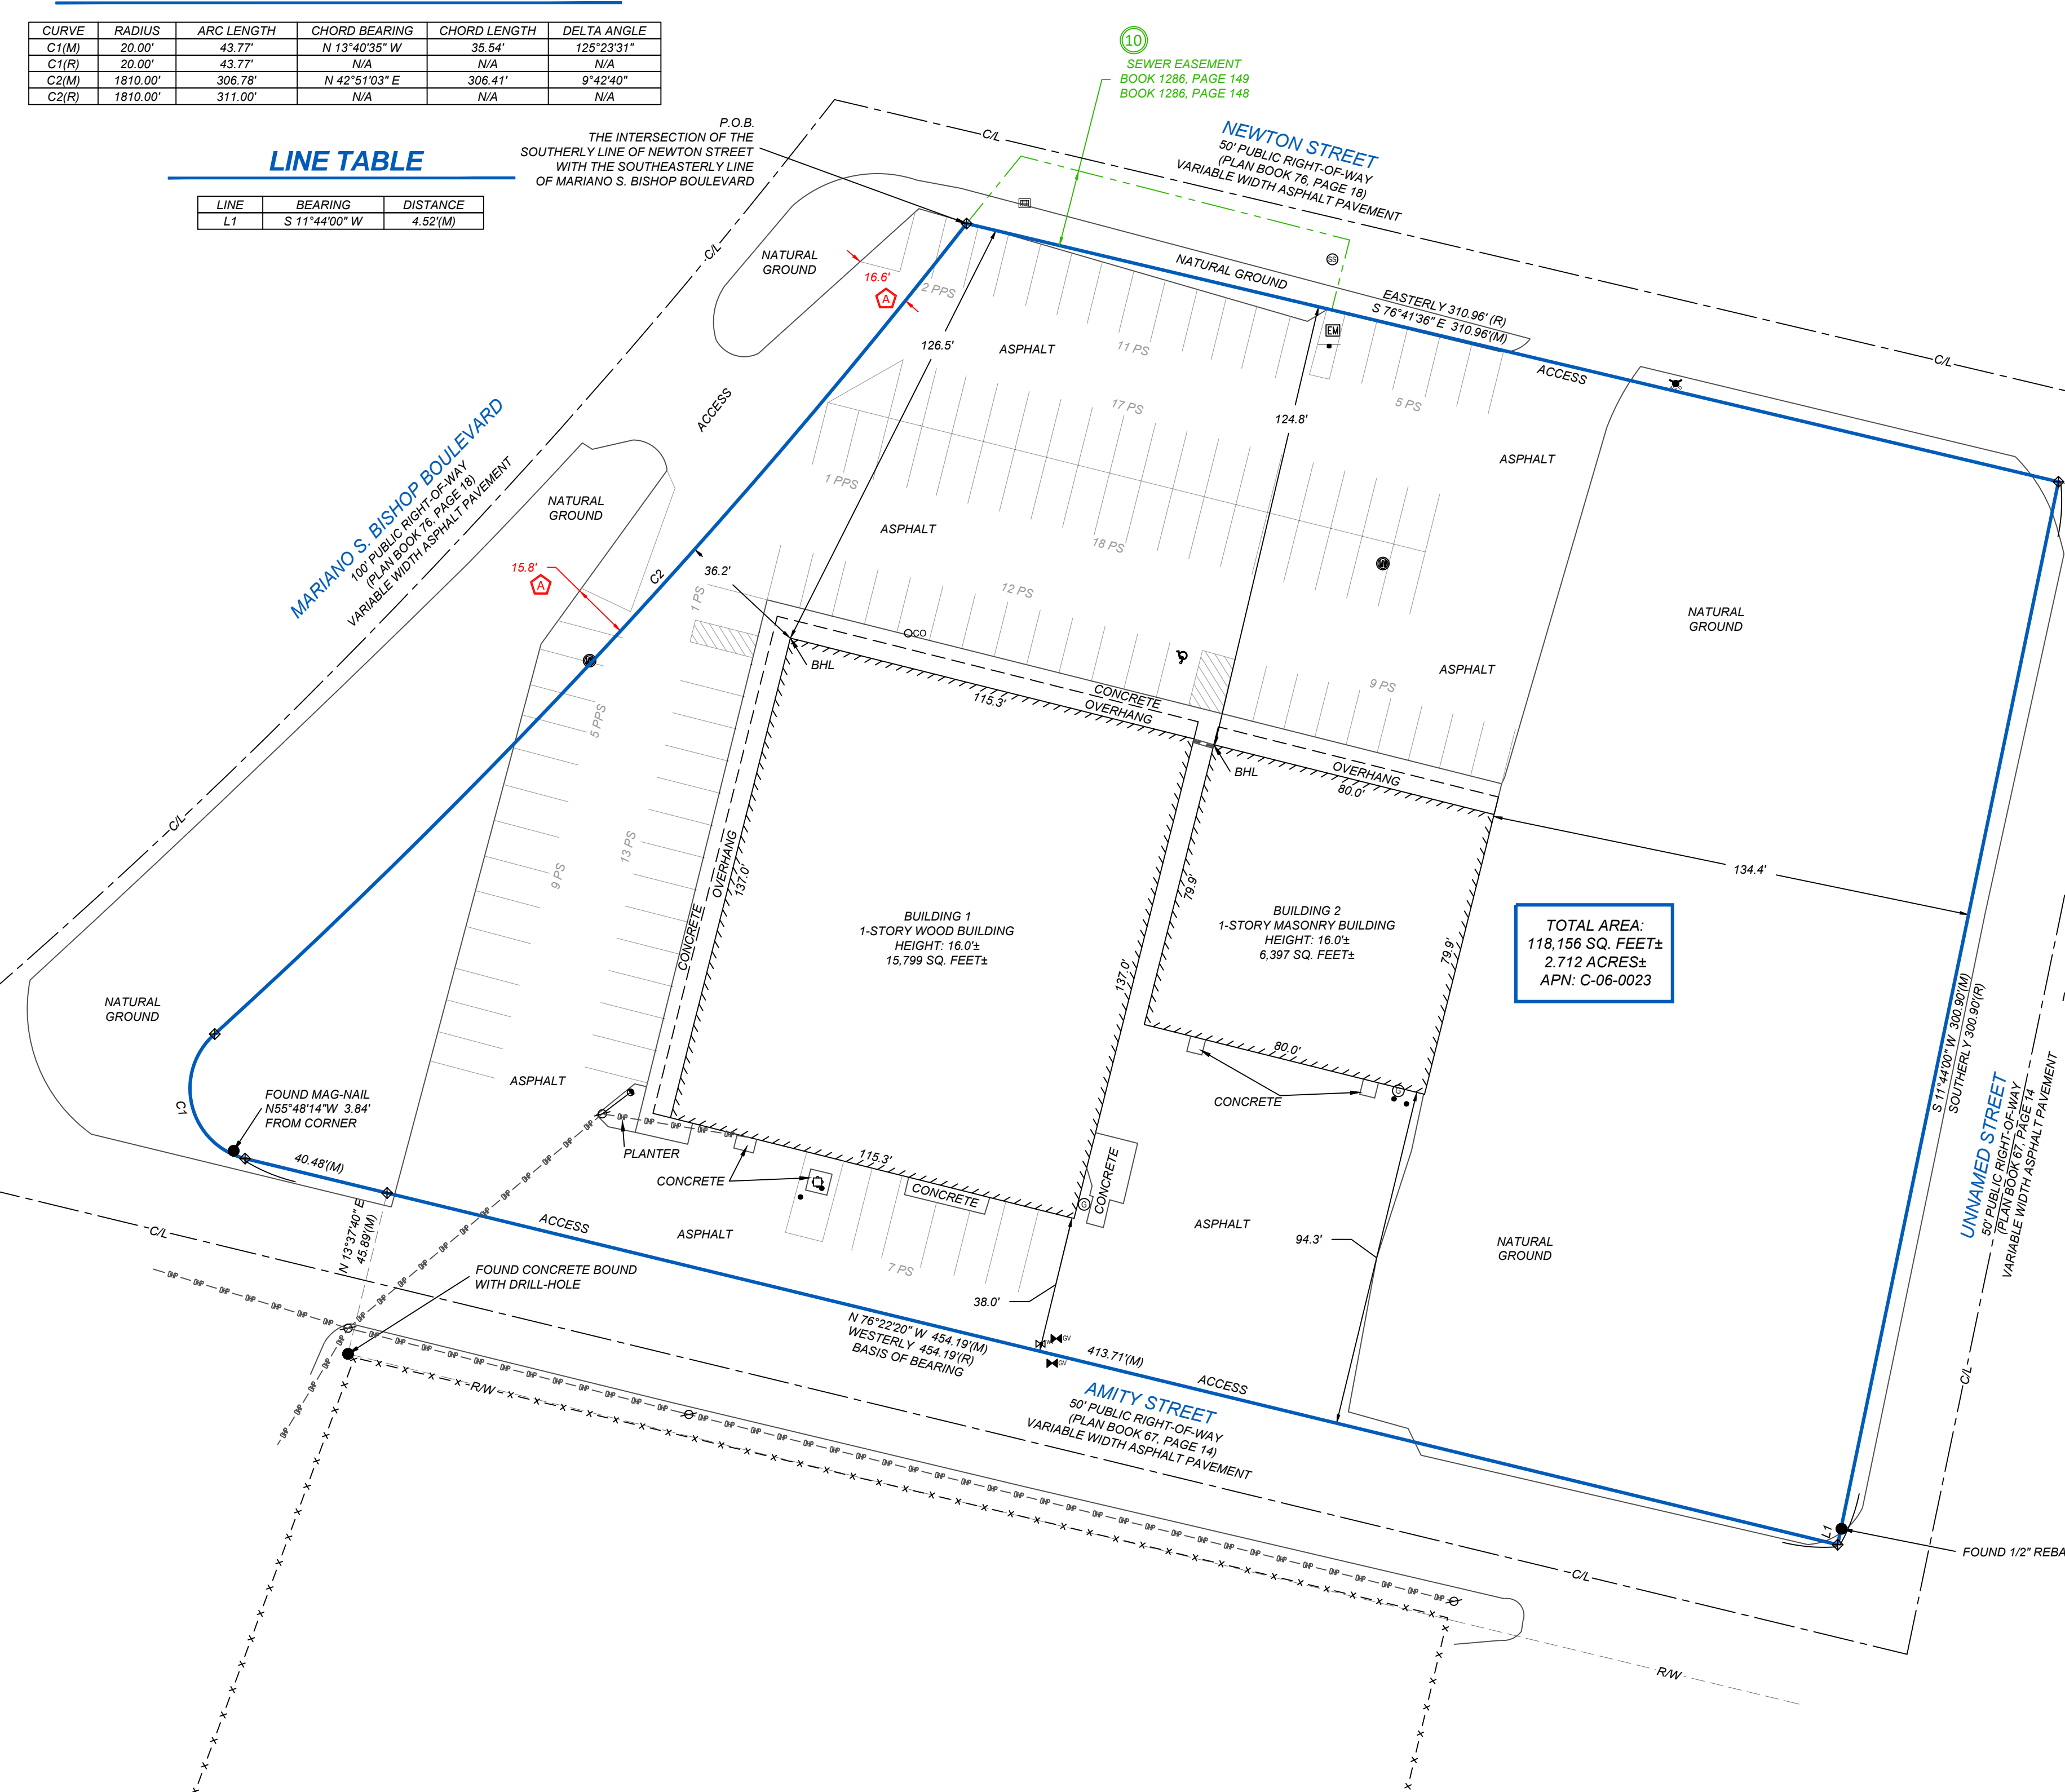 CURVE RADIUS ARC LENGTH CHORD BEARING CHORD LENGTH DELTA ANGLE
C1(M) 20.00' 43.77' N 13°40'35" W 35.54' 125°23'31"
C1(R) 20.00' 43.77' N/A N/A N/A
C2(M) 1810.00' 306.78' N 42°51'03" E 306.41' 9°42'40"
C2(R) 1810.00' 311.00' N/A N/A N/A
LINE TABLE
LINE BEARING DISTANCE
L1 S 11°44'00" W 4.52'(M)
P.O.B.
THE INTERSECTION OF THE
SOUTHERLY LINE OF NEWTON STREET
WITH THE SOUTHEASTERLY LINE
OF MARIANO S. BISHOP BOULEVARD
10
SEWER EASEMENT
BOOK 1286, PAGE 149
BOOK 1286, PAGE 148
C/L
NEWTON STREET
50' PUBLIC RIGHT-OF-WAY
(PLAN BOOK 76, PAGE 18)
VARIABLE WIDTH ASPHALT PAVEMENT
C/L
C/L
NATURAL
GROUND
16.6'
A
2 PPS
NATURAL GROUND
SS
EASTERLY 310.96' (R)
S 76°41'36" E 310.96'(M)
EM
126.5'
ASPHALT
11 PS
ACCESS
124.8'
5 PS
17 PS
ACCESS
MARIANO S. BISHOP BOULEVARD
100' PUBLIC RIGHT-OF-WAY
(PLAN BOOK 76, PAGE 18)
VARIABLE WIDTH ASPHALT PAVEMENT
NATURAL
GROUND
1 PPS
ASPHALT
ASPHALT
18 PS
15.8'
A
C2
36.2'
1 PS
12 PS
CO
NATURAL
GROUND
BHL
ASPHALT
9 PS
CONCRETE
OVERHANG
115.3'
5 PPS
BHL
OVERHANG
80.0'
C/L
13 PS
9 PS
OVERHANG
137.0'
CONCRETE
79.9'
134.4'
BUILDING 1
1-STORY WOOD BUILDING
HEIGHT: 16.0'±
15,799 SQ. FEET±
BUILDING 2
1-STORY MASONRY BUILDING
HEIGHT: 16.0'±
6,397 SQ. FEET±
137.0'
79.9'
TOTAL AREA:
118,156 SQ. FEET±
2.712 ACRES±
APN: C-06-0023
NATURAL
GROUND
S 11°44'00" W 300.90'(M)
SOUTHERLY 300.90'(R)
80.0'
CONCRETE
G
ASPHALT
C1
FOUND MAG-NAIL
N55°48'14"W 3.84'
FROM CORNER
40.48'(M)
PLANTER
CONCRETE
115.3'
CONCRETE
CONCRETE
G
UNNAMED STREET
50' PUBLIC RIGHT-OF-WAY
(PLAN BOOK 67, PAGE 14
VARIABLE WIDTH ASPHALT PAVEMENT
C/L
N 13°37'40" E
45.89'(M)
ACCESS
ASPHALT
7 PS
ASPHALT
94.3'
NATURAL
GROUND
FOUND CONCRETE BOUND
WITH DRILL-HOLE
38.0'
N 76°22'20" W 454.19'(M)
WESTERLY 454.19'(R)
BASIS OF BEARING
GV
GV
413.71'(M)
ACCESS
R/W
AMITY STREET
50' PUBLIC RIGHT-OF-WAY
(PLAN BOOK 67, PAGE 14)
VARIABLE WIDTH ASPHALT PAVEMENT
C/L
L1
C/L
R/W